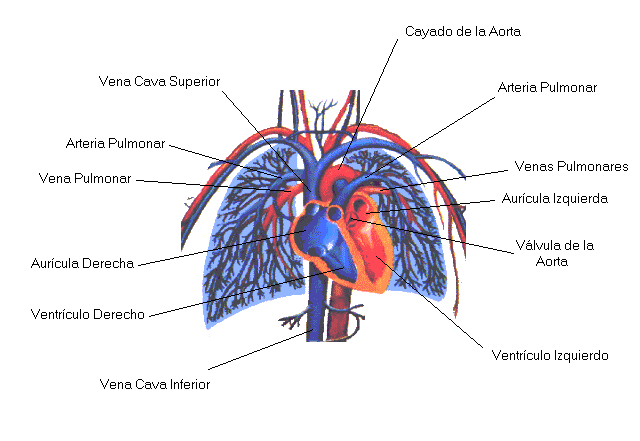 Cayado de la Aorta
Vena Cava Superior
Arteria Pulmonar
Arteria Pulmonar
Venas Pulmonares
Vena Pulmonar
Aurícula Izquierda
Válvula de la
Aorta
Aurícula Derecha
Ventrículo Derecho
Ventrículo Izquierdo
Vena Cava Inferior